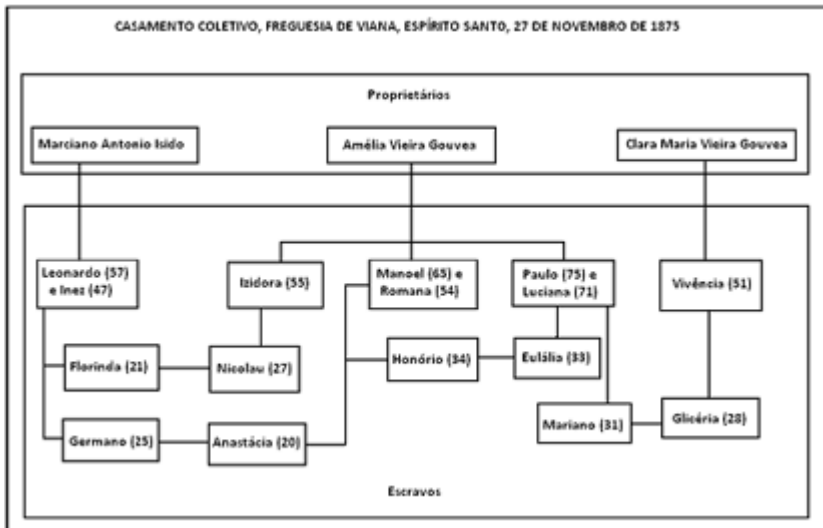 CASAMENTO COLETIVO, FREGUESIA DE VIANA, ESPÍRITO SANTO, 27 DE NOVEMBRO DE 1875
Proprietários
Marciano Antonio Isido
Amélia Vieira Gouvea
Clara Maria Vieira Gouvea
Leonardo (57)
e Inez (47)
Izidora (55)
Manoel (65) e
Romana (54)
Paulo (75) e
Luciana (71)
Vivência (51)
Florinda (21)
Nicolau (27)
Honório (34)
Eulália (33)
Germano (25)
Anastácia (20)
Mariano (31)
Glicéria (28)
Escravos